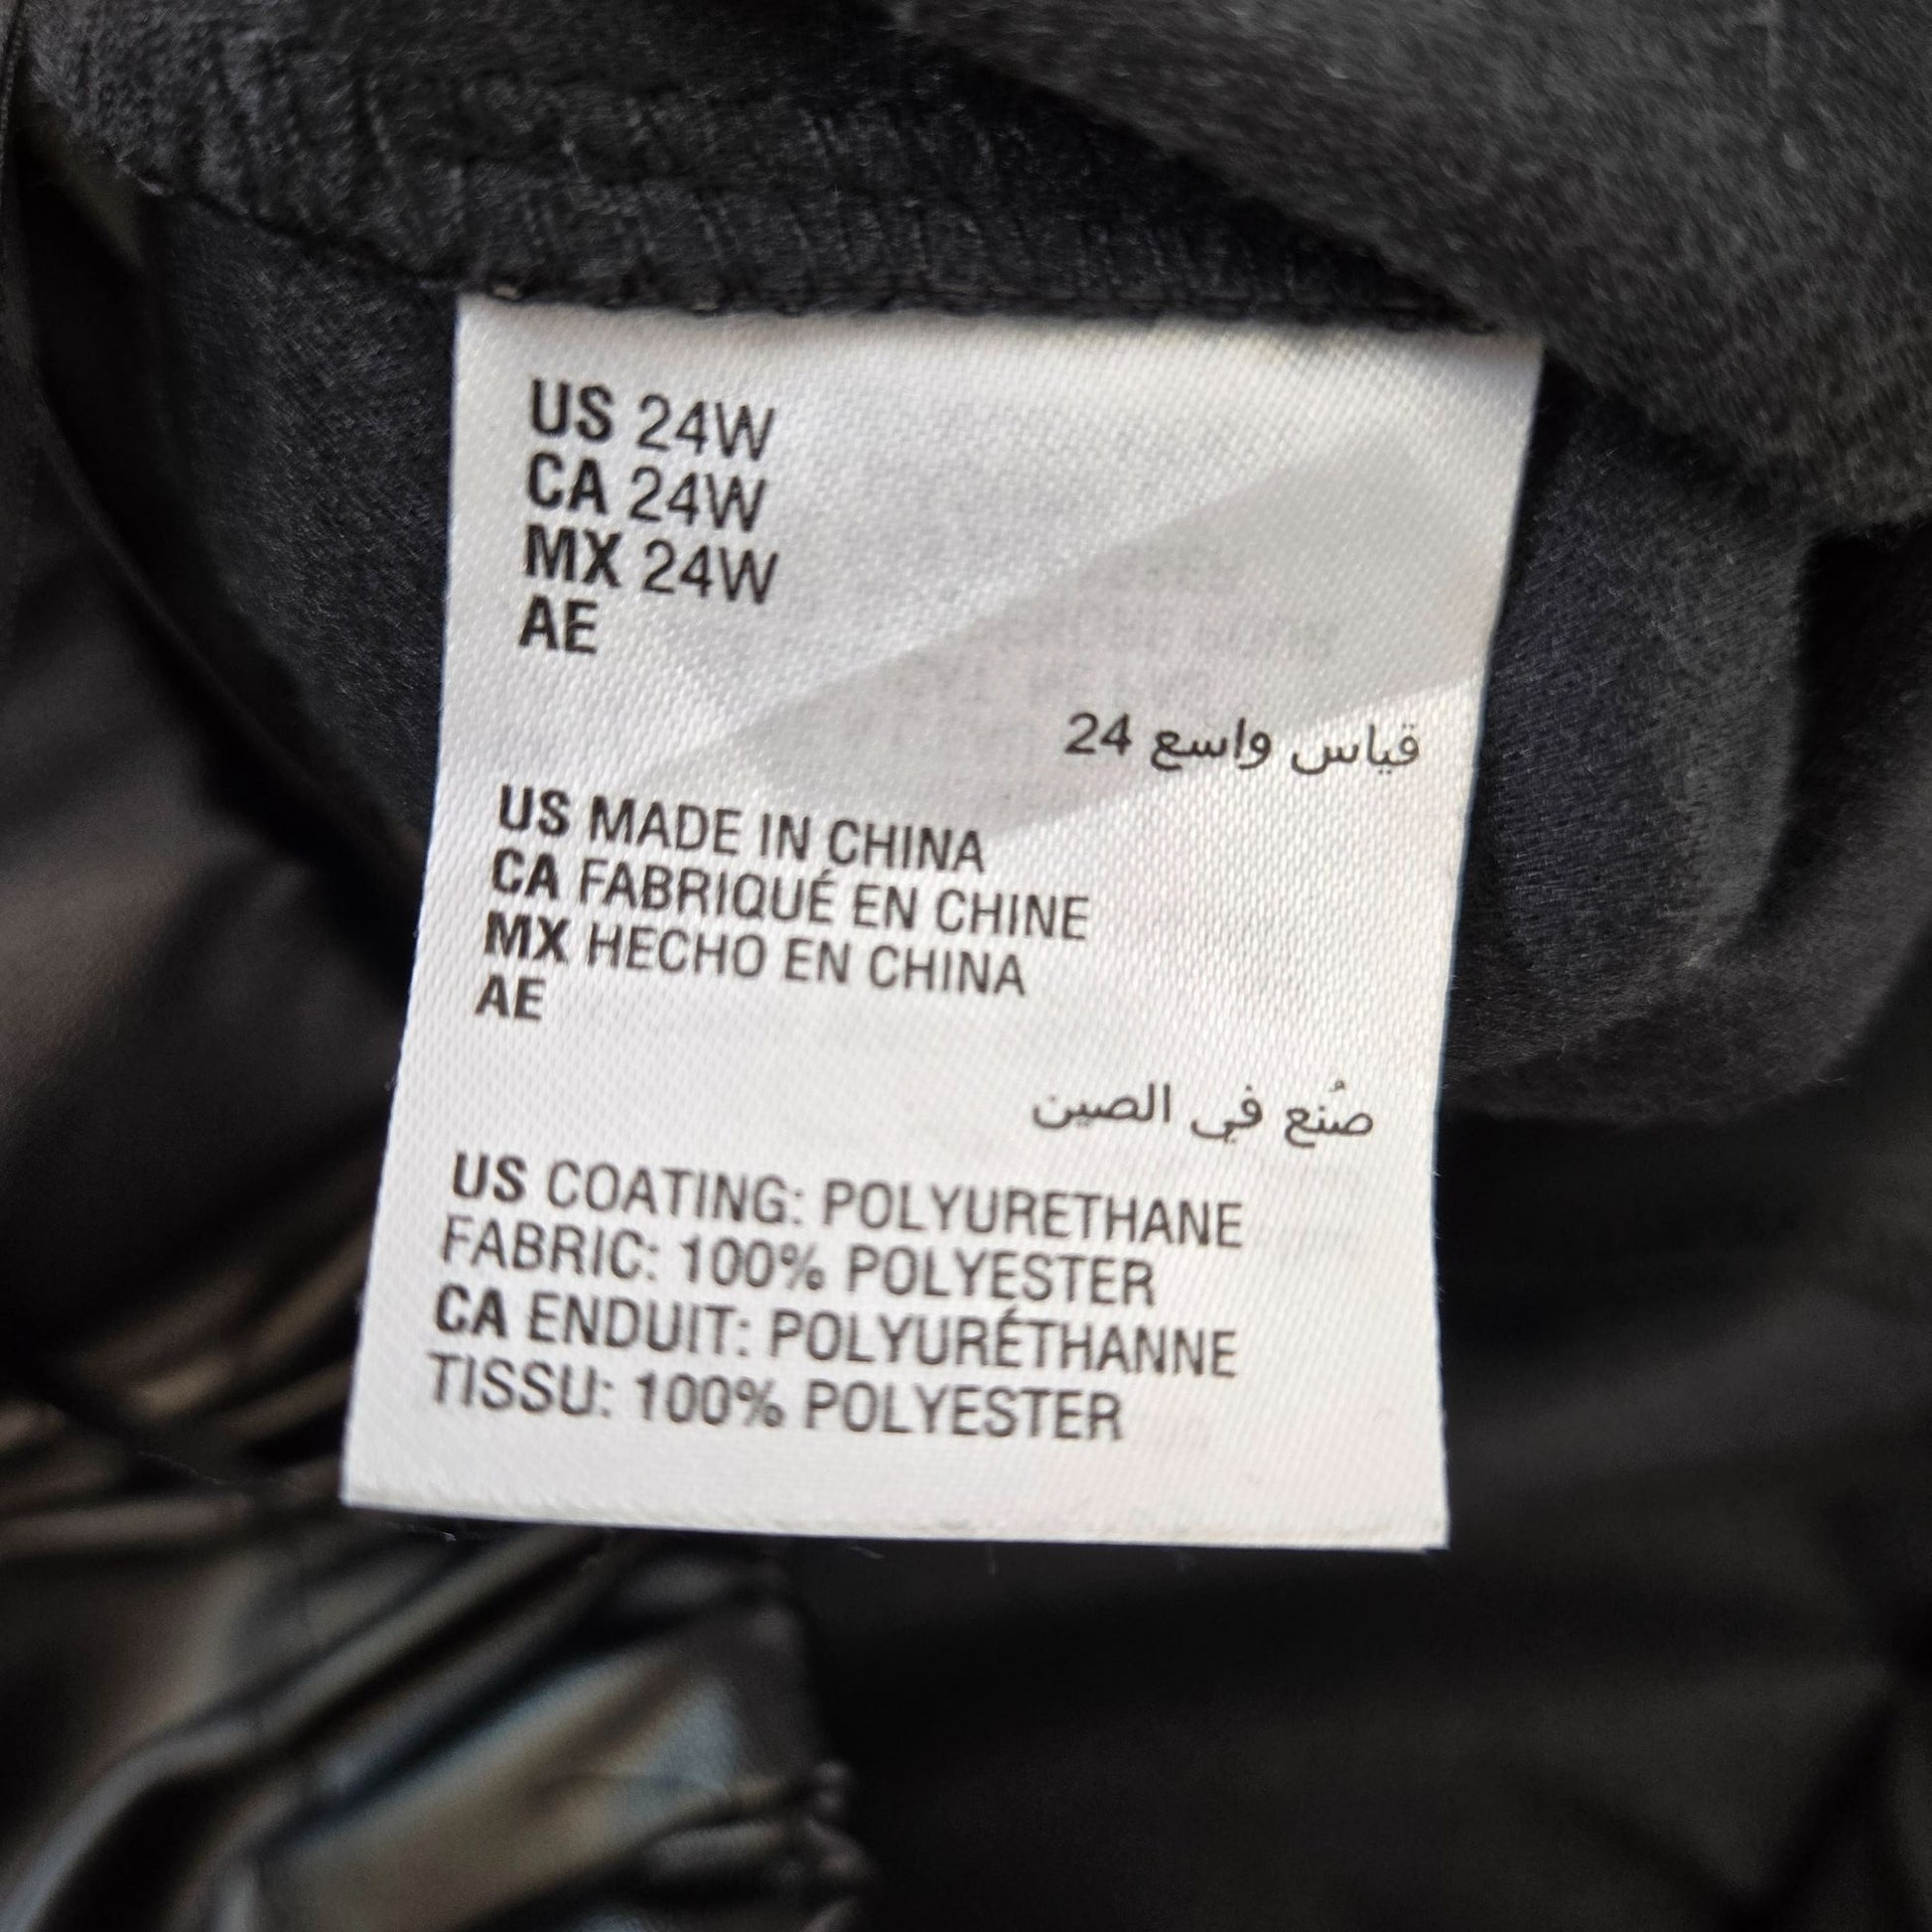 US 24W
CA 24W
MX 24W
AE
قياس واسع 24
US MADE IN CHINA
CA FABRIQUÉ EN CHINE
MX HECHO EN CHINA
AE
صُنع في الصين
US COATING: POLYURETHANE
FABRIC: 100% POLYESTER
CA ENDUIT: POLYURÉTHANNE
TISSU: 100% POLYESTER